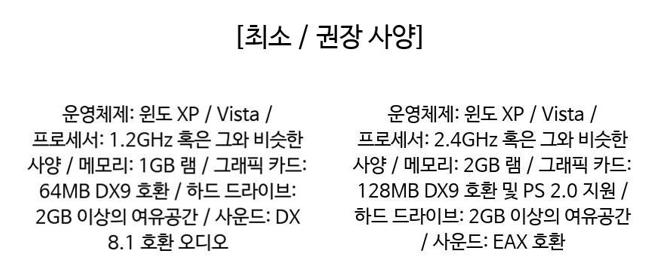 [최소 / 권장 사양]
운영체제: 윈도 XP / Vista /
프로세서: 1.2GHz 혹은 그와 비슷한
사양 / 메모리: 1GB 램 / 그래픽 카드:
64MB DX9 호환 / 하드 드라이브:
2GB 이상의 여유공간 / 사운드: DX
8.1 호환 오디오
운영체제: 윈도 XP / Vista /
프로세서: 2.4GHz 혹은 그와 비슷한
사양 / 메모리: 2GB 램 / 그래픽 카드:
128MB DX9 호환 및 PS 2.0 지원 /
하드 드라이브: 2GB 이상의 여유공간
/ 사운드: EAX 호환